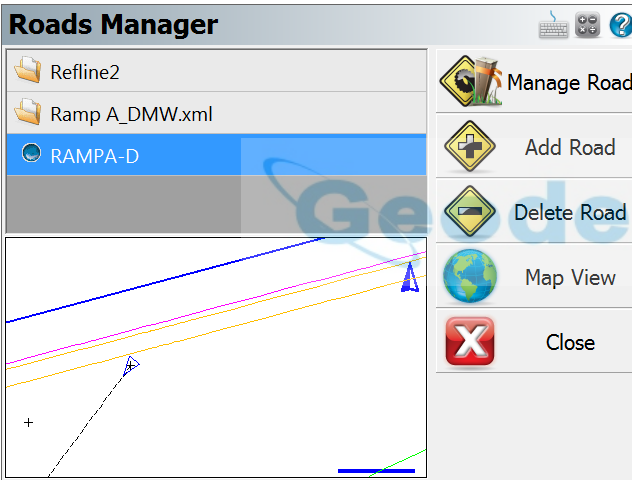 Roads Manager
Refline2
Ramp A_DMW.xml
RAMPA-D
Manage Road
Add Road
Delete Road
Map View
Close
Geode